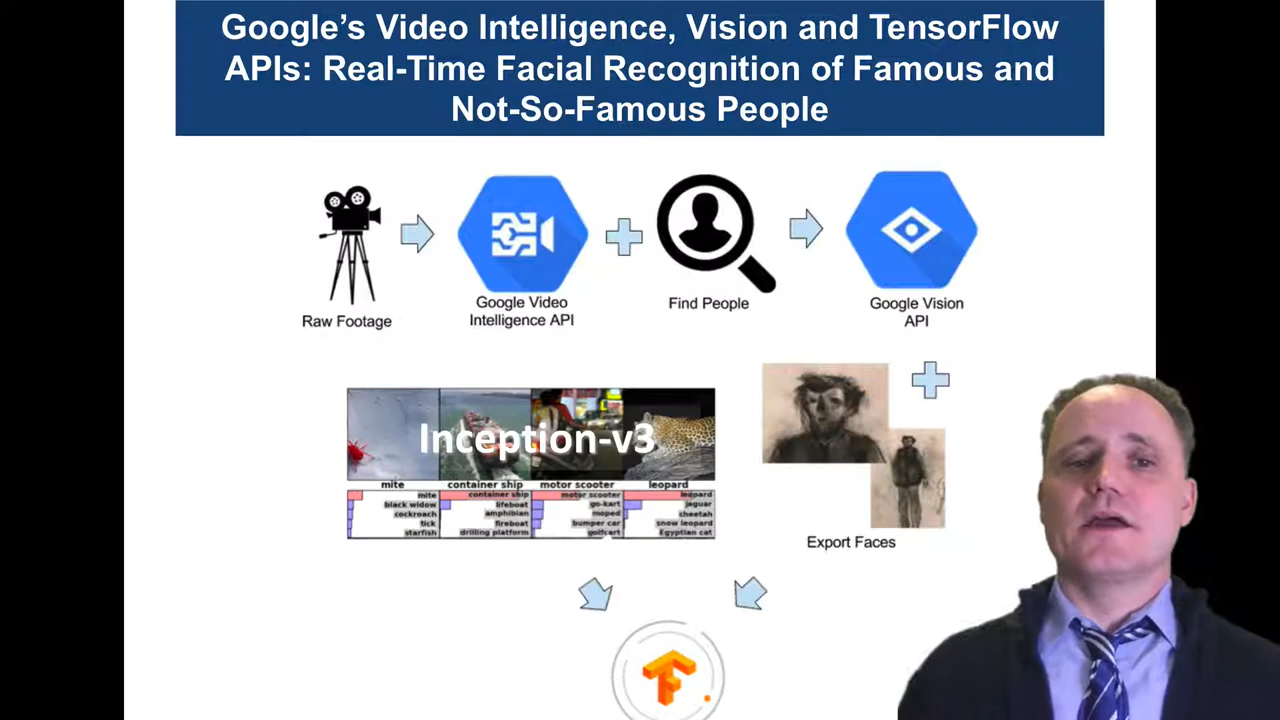 Google’s Video Intelligence, Vision and TensorFlow
APIs: Real-Time Facial Recognition of Famous and
Not-So-Famous People
Raw Footage
Google Video
Intelligence API
Find People
Google Vision
API
Inception-v3
mite
container ship
motor scooter
leopard
mite
black widow
cockroach
tick
starfish
container ship
lifeboat
amphibian
fireboat
drilling platform
motor scooter
go-kart
moped
bumper car
golfcart
leopard
jaguar
cheetah
snow leopard
Egyptian cat
Export Faces